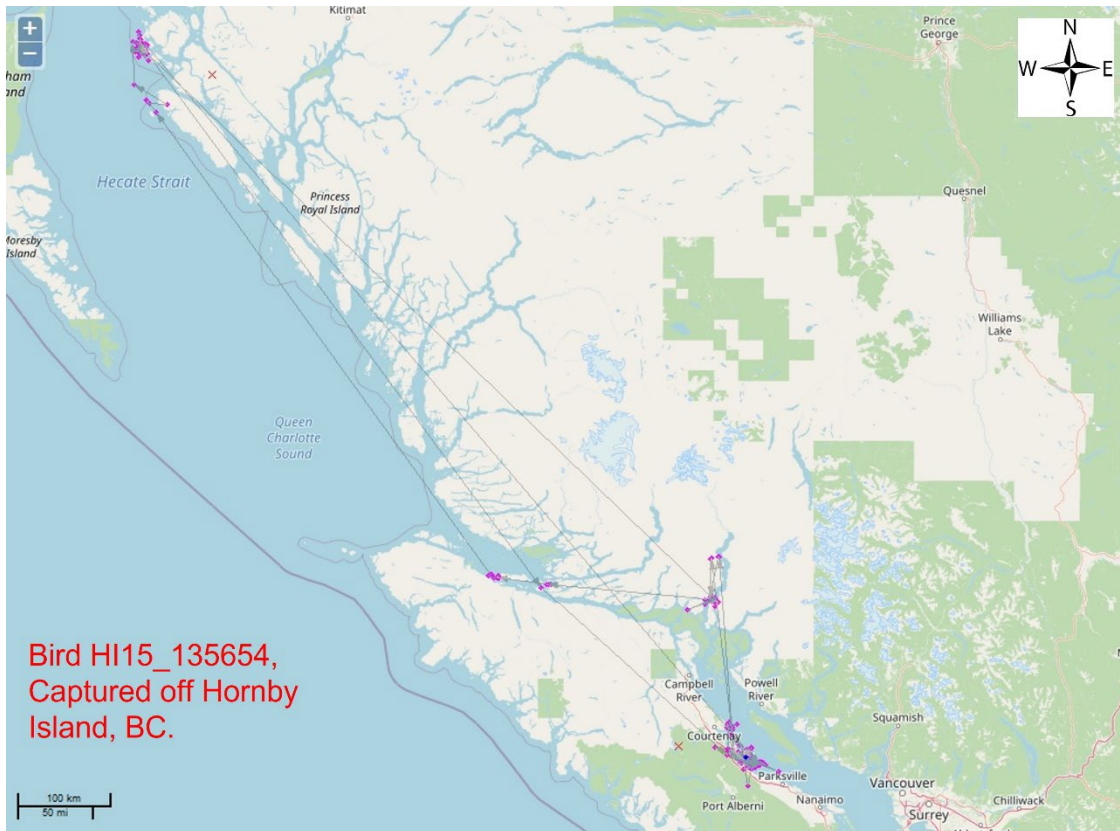 +
−
Kitimat
Prince
George
N
W E
S
ham
and
Hecate Strait
Princess
Royal Island
Quesnel
Moresby
Island
Williams
Lake
Queen
Charlotte
Sound
Bird HI15_135654,
Captured off Hornby
Island, BC.
Campbell
River
Powell
River
Courtenay
Squamish
Parksville
Port Alberni
Nanaimo
Vancouver
Surrey
Chilliwack
100 km
50 mi